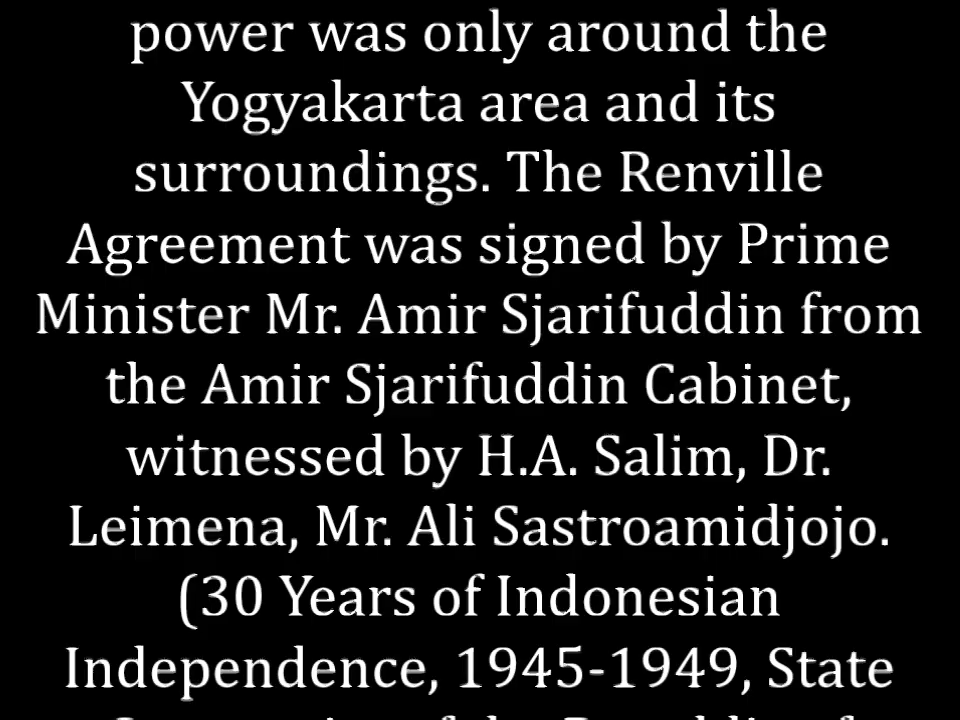 power was only around the
Yogyakarta area and its
surroundings. The Renville
Agreement was signed by Prime
Minister Mr. Amir Sjarifuddin from
the Amir Sjarifuddin Cabinet,
witnessed by H.A. Salim, Dr.
Leimena, Mr. Ali Sastroamidjojo.
(30 Years of Indonesian
Independence, 1945-1949, State